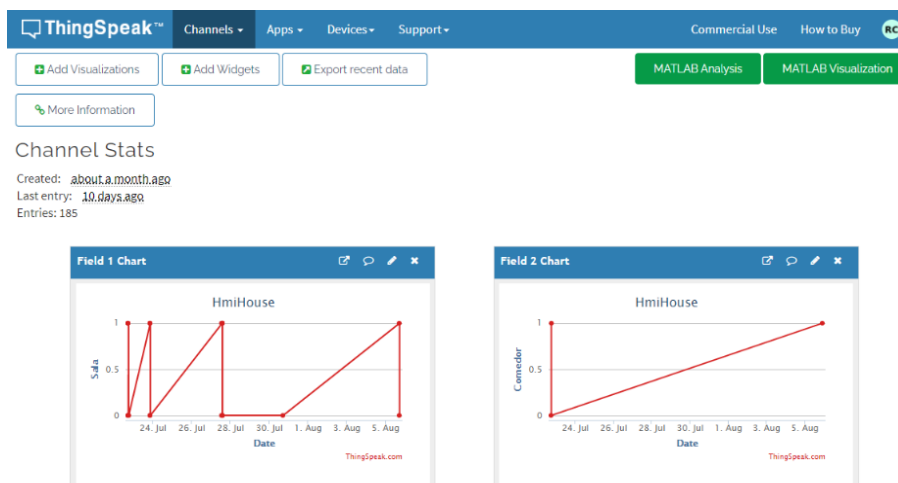 ThingSpeak™ Channels Apps Devices Support Commercial Use How to Buy RC
Add Visualizations Add Widgets Export recent data MATLAB Analysis MATLAB Visualization
More Information
Channel Stats
Created: about a month ago
Last entry: 10 days ago
Entries: 185
Field 1 Chart
HmiHouse
Sala
1
0.5
0
24. Jul 26. Jul 28. Jul 30. Jul 1. Aug 3. Aug 5. Aug
Date
ThingSpeak.com
Field 2 Chart
HmiHouse
Comedor
1
0.5
0
24. Jul 26. Jul 28. Jul 30. Jul 1. Aug 3. Aug 5. Aug
Date
ThingSpeak.com